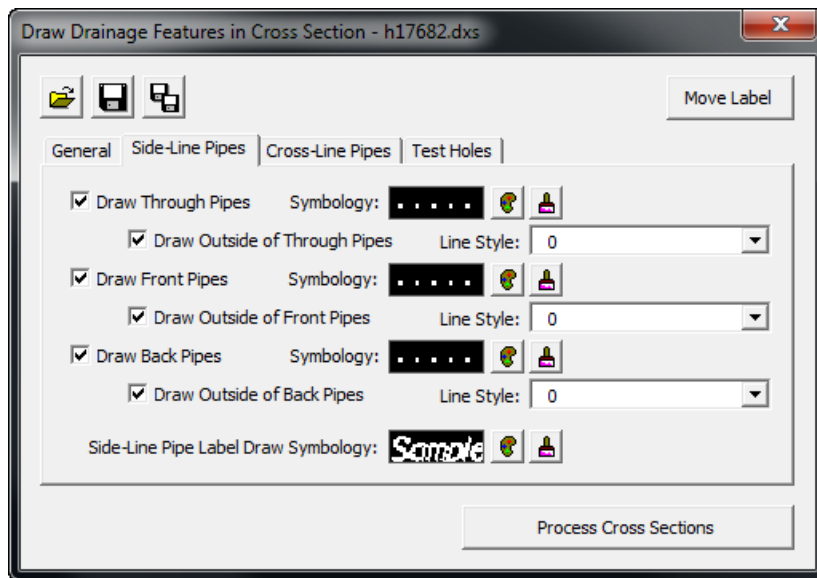 Draw Drainage Features in Cross Section - h17682.dxs
Move Label
General Side-Line Pipes Cross-Line Pipes Test Holes
Draw Through Pipes Symbology:
Draw Outside of Through Pipes Line Style: 0
Draw Front Pipes Symbology:
Draw Outside of Front Pipes Line Style: 0
Draw Back Pipes Symbology:
Draw Outside of Back Pipes Line Style: 0
Side-Line Pipe Label Draw Symbology: Sample
Process Cross Sections